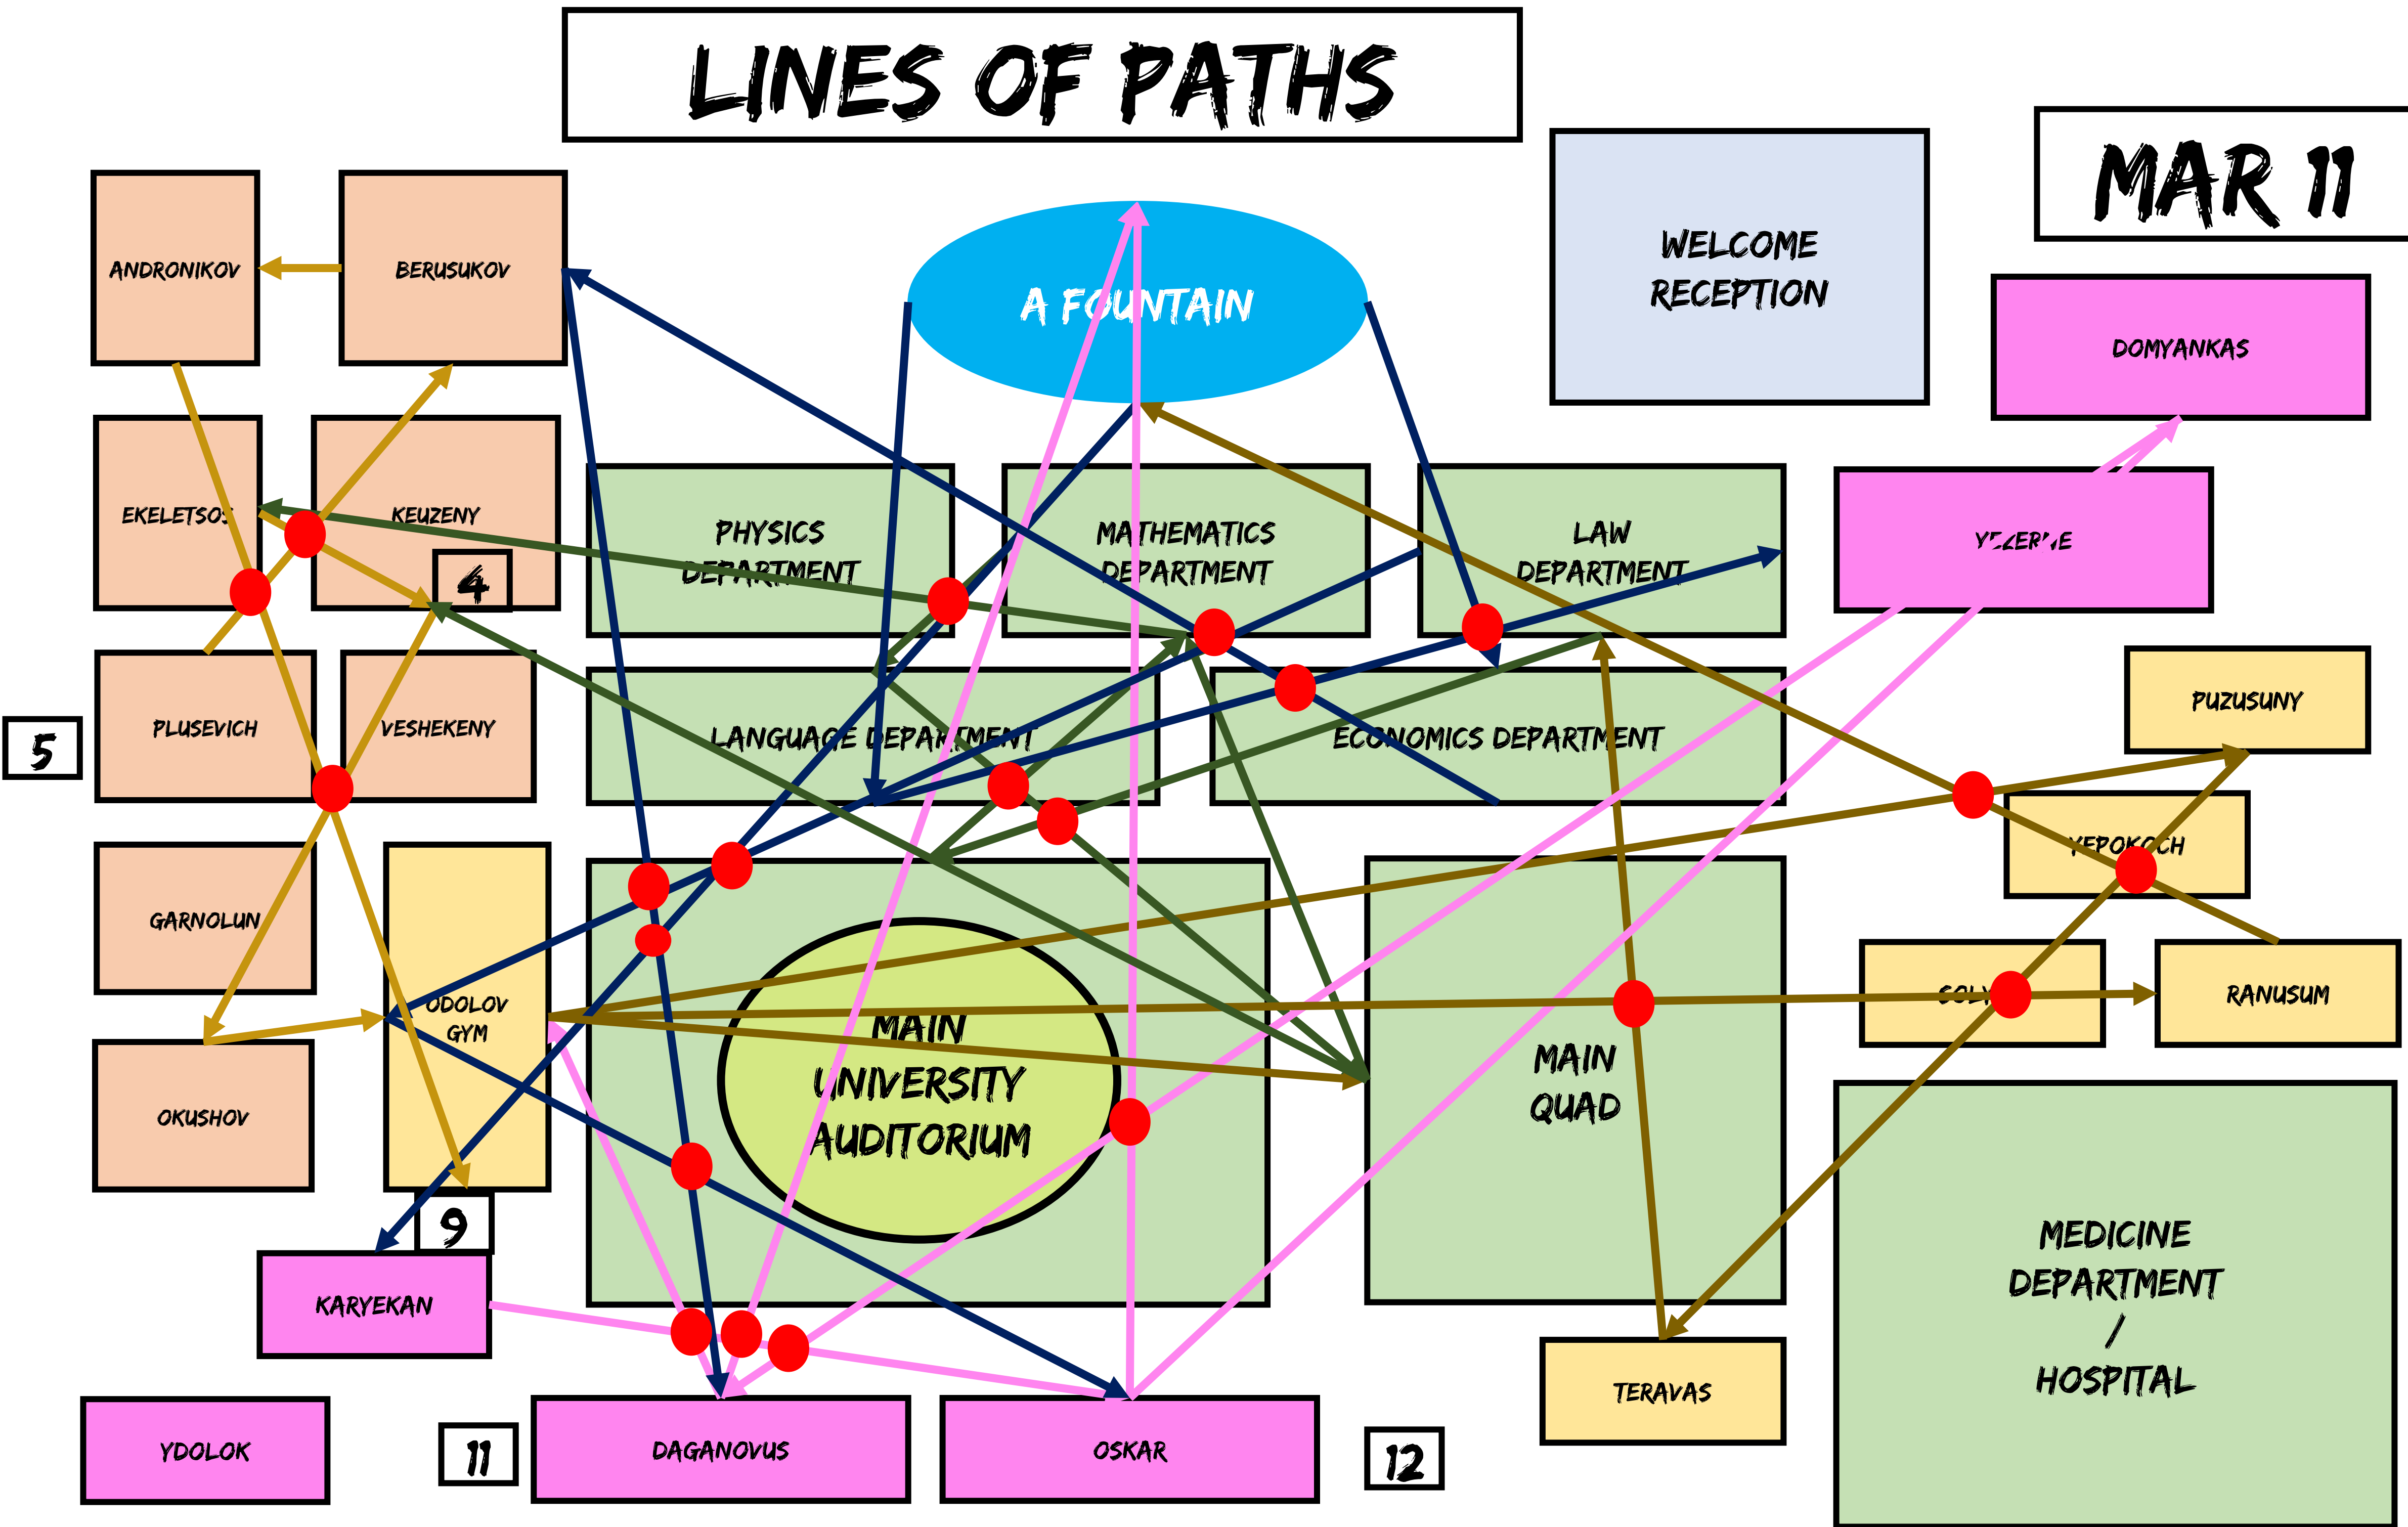 LINES OF PATHS
MAR 11
WELCOME
RECEPTION
ANDRONIKOV
BERUSUKOV
A FOUNTAIN
DOMYANKAS
EKELETSOS
KEUZENY
4
PHYSICS
DEPARTMENT
MATHEMATICS
DEPARTMENT
LAW
DEPARTMENT
5
PLUSEVICH
VESHEKENY
LANGUAGE DEPARTMENT
ECONOMICS DEPARTMENT
PUZUSUNY
YEPOKOCH
GARNOLUN
ODOLOV
GYM
MAIN
UNIVERSITY
AUDITORIUM
MAIN
QUAD
RANUSUM
OKUSHOV
9
KARYEKAN
MEDICINE
DEPARTMENT
/
HOSPITAL
TERAVAS
YDOLOK
11
DAGANOVUS
OSKAR
12